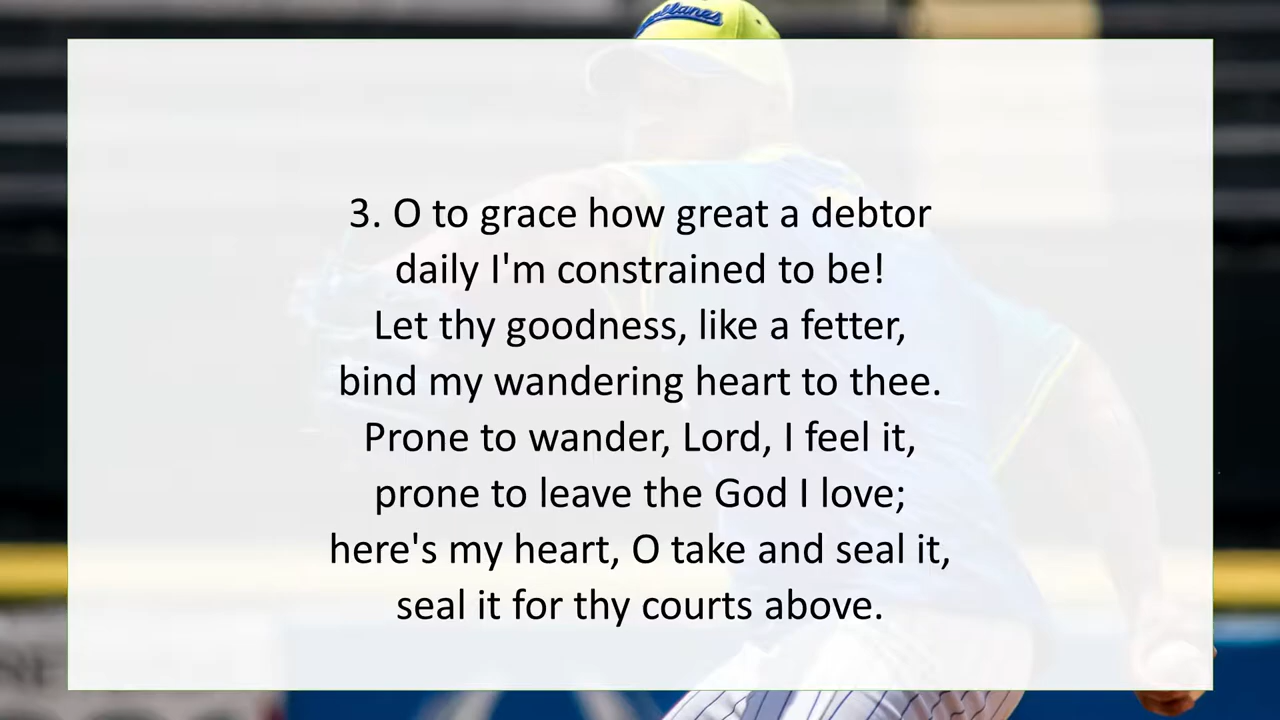 3. O to grace how great a debtor
daily I'm constrained to be!
Let thy goodness, like a fetter,
bind my wandering heart to thee.
Prone to wander, Lord, I feel it,
prone to leave the God I love;
here's my heart, O take and seal it,
seal it for thy courts above.